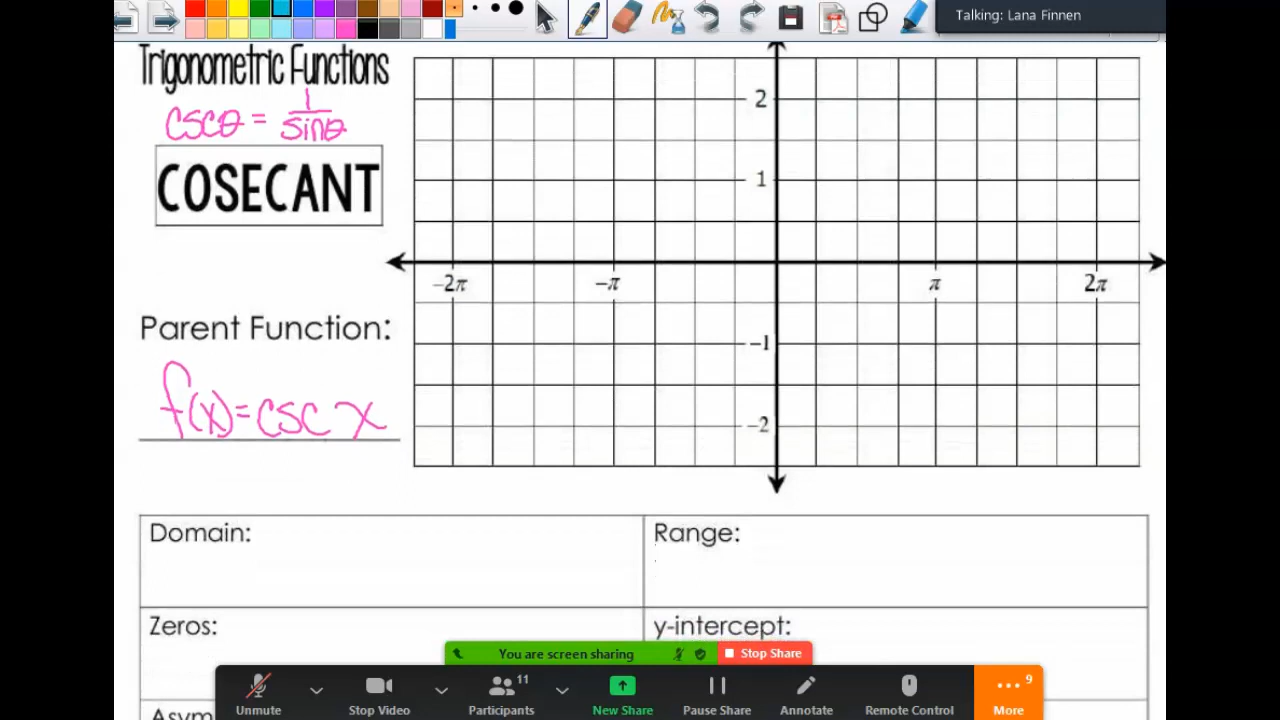 Talking: Lana Finnen
Trigonometric Functions
cscθ = 1/sinθ
COSECANT
Parent Function:
f(x)=csc x
2
1
-2π
-π
π
2π
-1
-2
Domain:
Range:
Zeros:
y-intercept:
You are screen sharing
Stop Share
Asym
Unmute
Stop Video
11
Participants
New Share
Pause Share
Annotate
Remote Control
9
More